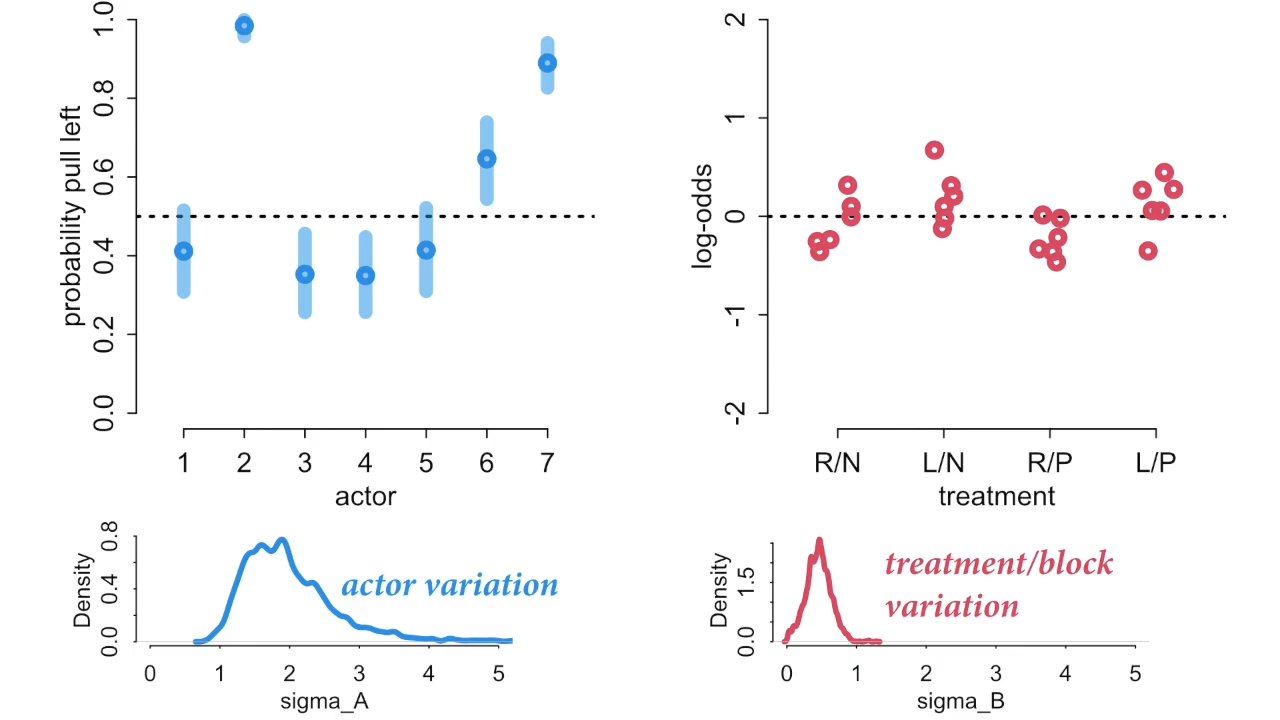 probability pull left
1.0
0.8
0.6
0.4
0.2
0.0
1 2 3 4 5 6 7
actor
log-odds
2
1
0
-1
-2
R/N L/N R/P L/P
treatment
Density
0.8
0.4
0.0
actor variation
0 1 2 3 4 5
sigma_A
Density
1.5
0.0
treatment/block
variation
0 1 2 3 4 5
sigma_B